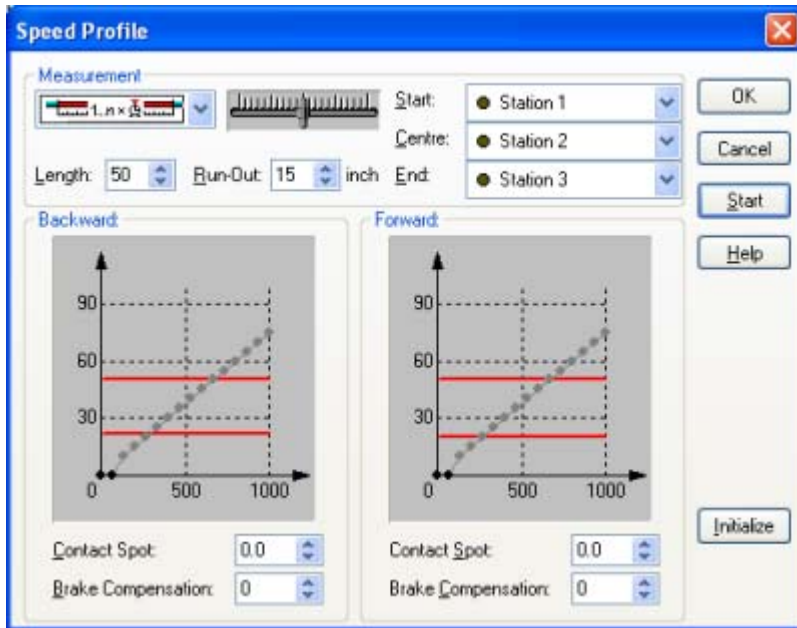 Speed Profile
Measurement
1..n x
Start: Station 1
Centre: Station 2
Length: 50 Run-Out: 15 inch End: Station 3
OK
Cancel
Start
Help
Backward:
90
60
30
0 500 1000
Contact Spot: 0.0
Brake Compensation: 0
Forward:
90
60
30
0 500 1000
Contact Spot: 0.0
Brake Compensation: 0
Initialize